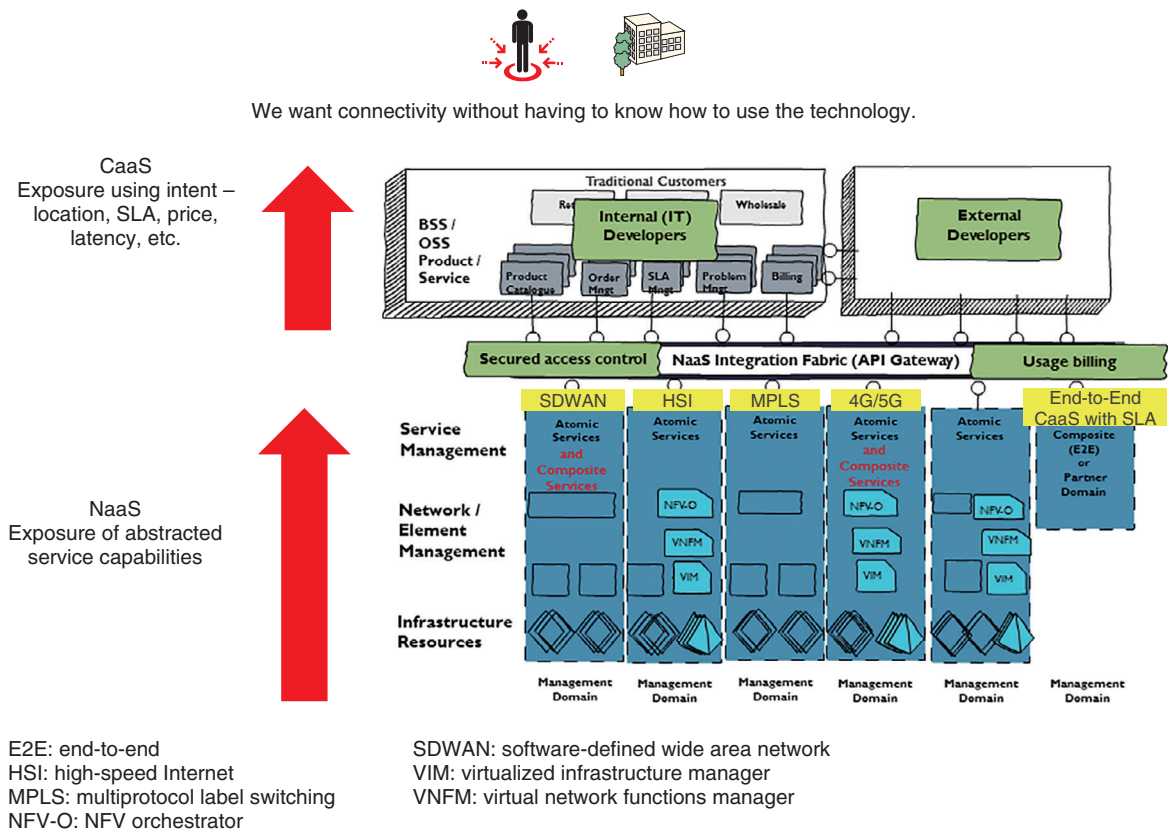 We want connectivity without having to know how to use the technology.
CaaS
Exposure using intent –
location, SLA, price,
latency, etc.
Traditional Customers
Wholesale
Internal (IT)
Developers
External
Developers
BSS /
OSS
Product /
Service
Product
Catalogue
Order
Mngt
SLA
Mngt
Problem
Mngt
Billing
Secured access control
NaaS Integration Fabric (API Gateway)
Usage billing
SDWAN
HSI
MPLS
4G/5G
End-to-End
CaaS with SLA
Service
Management
Atomic
Services
and
Composite
Services
Atomic
Services
Atomic
Services
Atomic
Services
and
Composite
Services
Atomic
Services
Composite
(E2E)
or
Partner
Domain
NaaS
Exposure of abstracted
service capabilities
Network /
Element
Management
NFV-O
VNFM
VIM
NFV-O
VNFM
VIM
NFV-O
VNFM
VIM
Infrastructure
Resources
Management
Domain
Management
Domain
Management
Domain
Management
Domain
Management
Domain
Management
Domain
E2E: end-to-end
HSI: high-speed Internet
MPLS: multiprotocol label switching
NFV-O: NFV orchestrator
SDWAN: software-defined wide area network
VIM: virtualized infrastructure manager
VNFM: virtual network functions manager